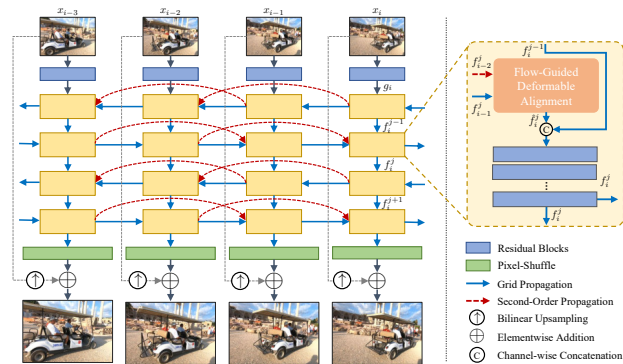 x_{i-3}
x_{i-2}
x_{i-1}
x_i
g_i
f_i^{j-1}
f_i^j
f_i^{j+1}
f_i^{j-1}
f_{i-2}^j
Flow-Guided
Deformable
Alignment
f_{i-1}^j
f̂_i^j
C
f_i^j
f_i^j
Residual Blocks
Pixel-Shuffle
Grid Propagation
Second-Order Propagation
Bilinear Upsampling
Elementwise Addition
C Channel-wise Concatenation